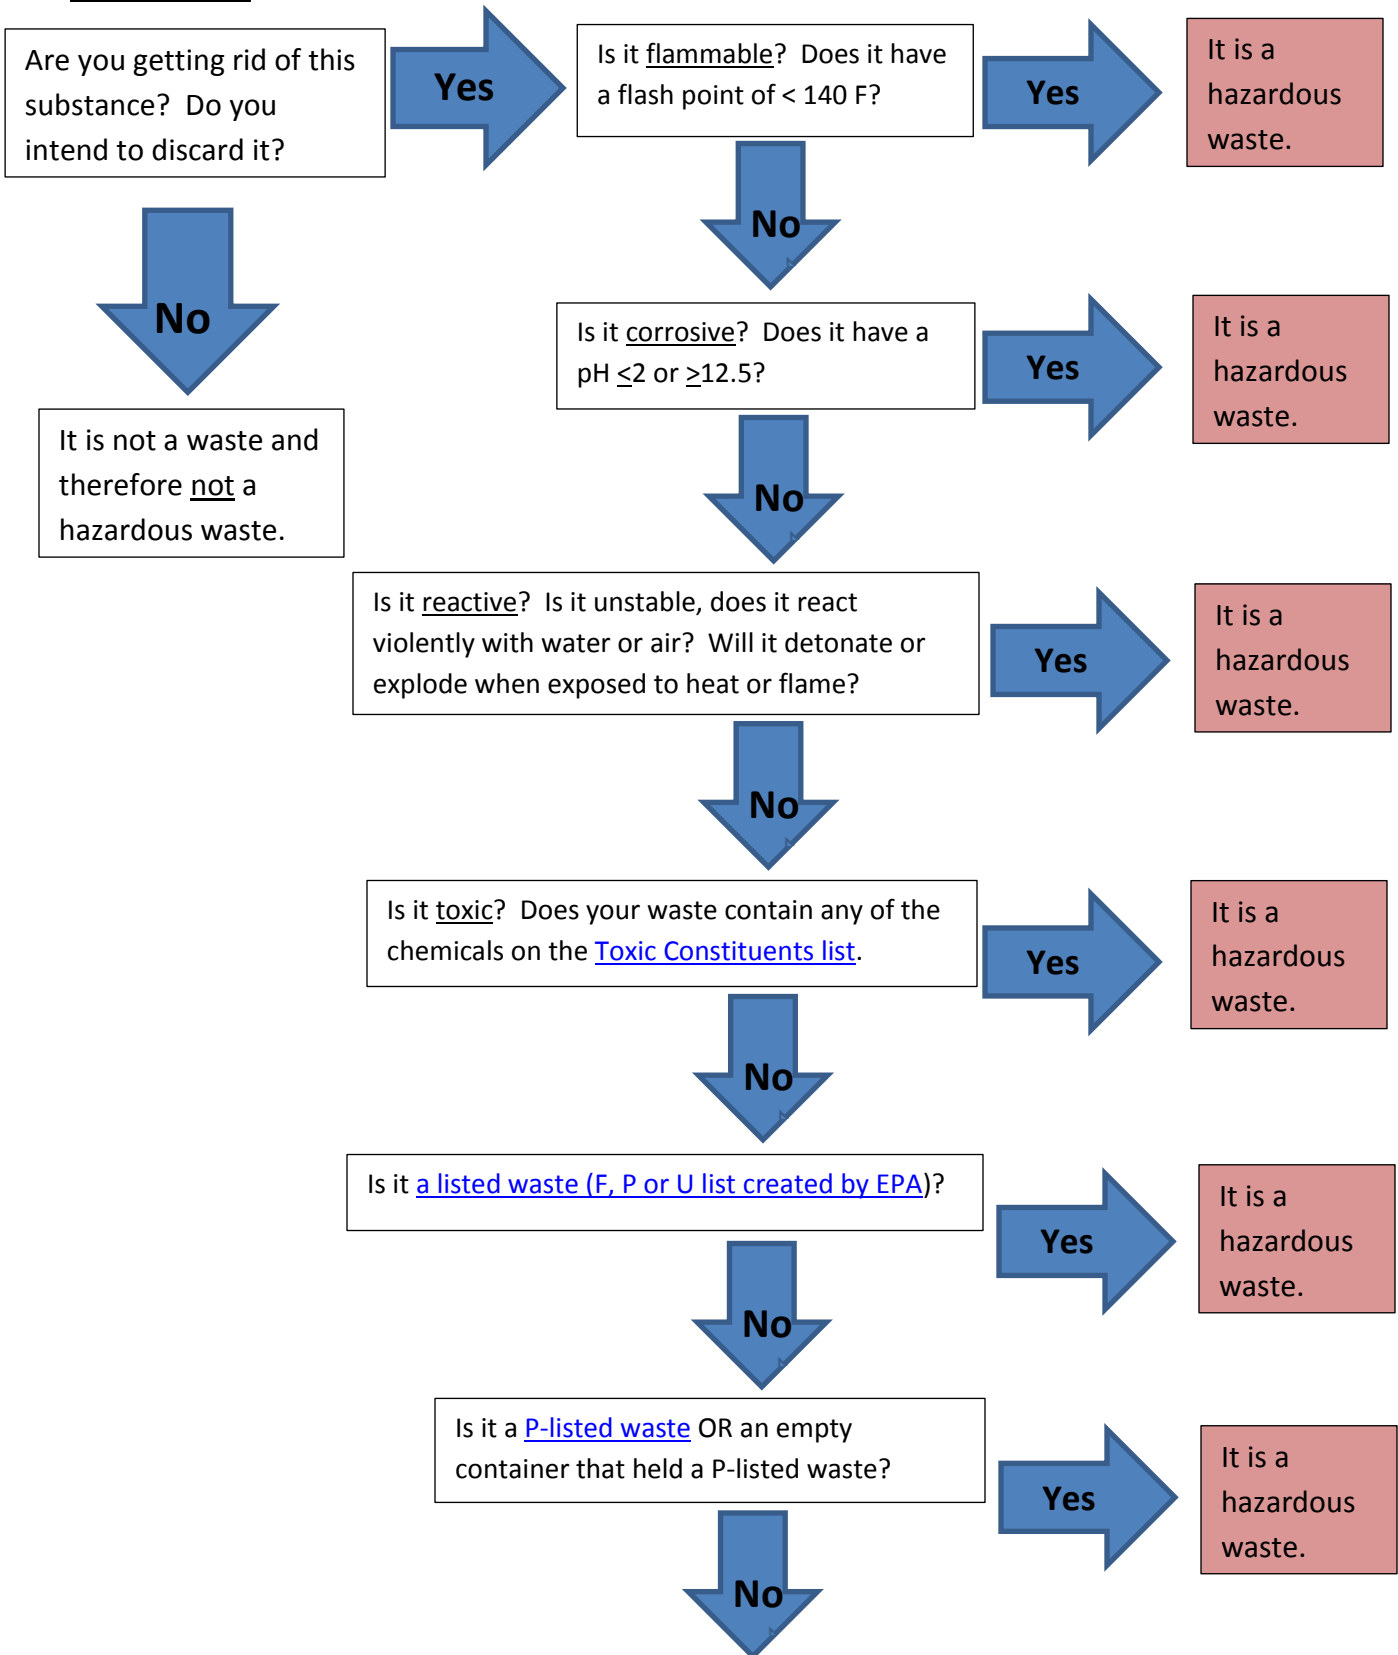 Are you getting rid of this
substance? Do you
intend to discard it?
Yes
Is it flammable? Does it have
a flash point of < 140 F?
Yes
It is a
hazardous
waste.
No
It is not a waste and
therefore not a
hazardous waste.
No
Is it corrosive? Does it have a
pH ≤2 or ≥12.5?
Yes
It is a
hazardous
waste.
No
Is it reactive? Is it unstable, does it react
violently with water or air? Will it detonate or
explode when exposed to heat or flame?
Yes
It is a
hazardous
waste.
No
Is it toxic? Does your waste contain any of the
chemicals on the Toxic Constituents list.
Yes
It is a
hazardous
waste.
No
Is it a listed waste (F, P or U list created by EPA)?
Yes
It is a
hazardous
waste.
No
Is it a P-listed waste OR an empty
container that held a P-listed waste?
Yes
It is a
hazardous
waste.
No